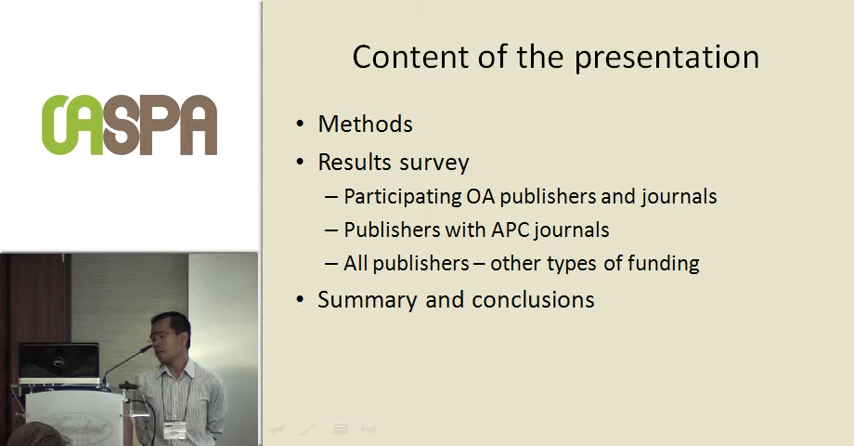 OASPA
Content of the presentation
• Methods
• Results survey
– Participating OA publishers and journals
– Publishers with APC journals
– All publishers – other types of funding
• Summary and conclusions
DELL